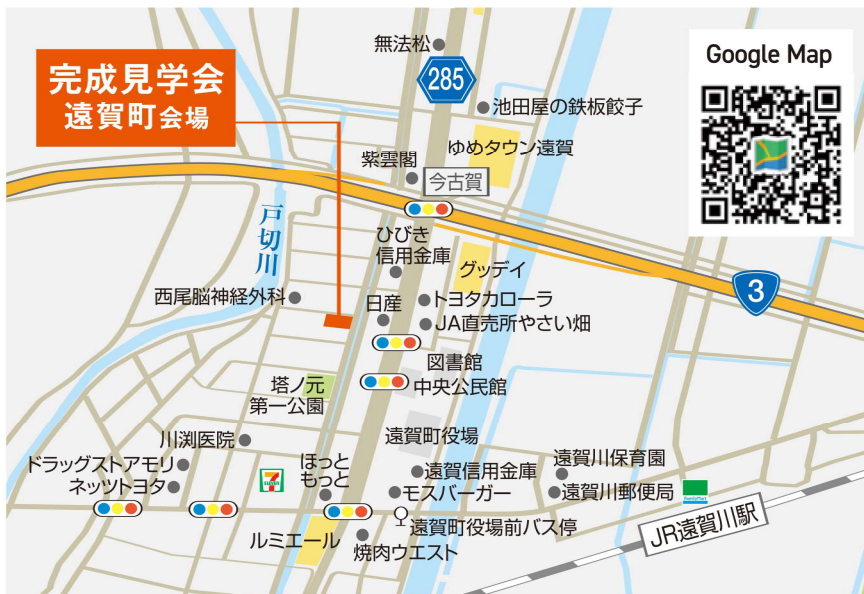 完成見学会
遠賀町会場
無法松
285
池田屋の鉄板餃子
ゆめタウン遠賀
紫雲閣
今古賀
Google Map
戸切川
ひびき
信用金庫
グッデイ
3
西尾脳神経外科
日産
トヨタカローラ
JA直売所やさい畑
図書館
中央公民館
塔ノ元
第一公園
遠賀町役場
川渕医院
ドラッグストアモリ
ネッツトヨタ
7
ELEVEN
ほっと
もっと
遠賀信用金庫
モスバーガー
遠賀川保育園
遠賀川郵便局
FamilyMart
遠賀町役場前バス停
JR遠賀川駅
ルミエール
焼肉ウエスト